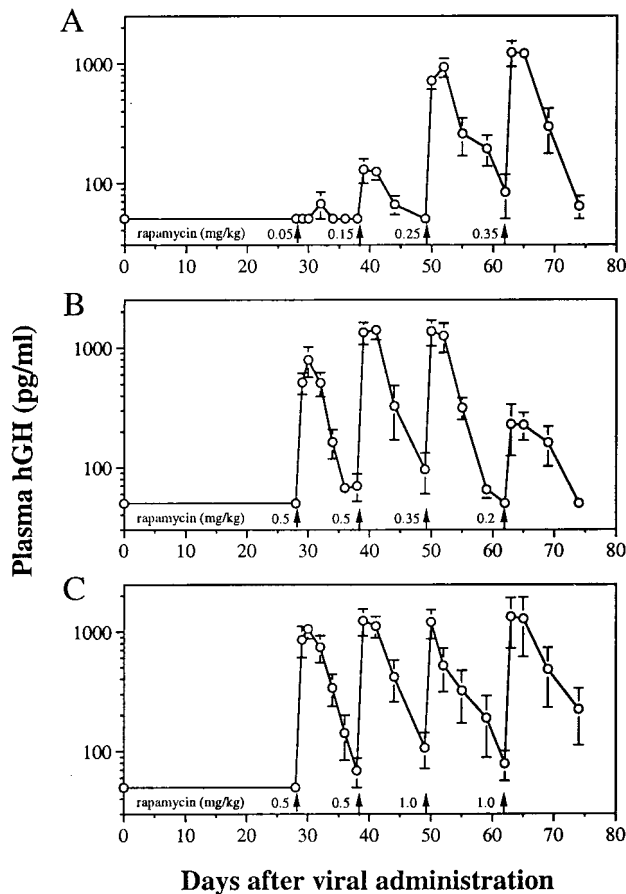 A
1000
100
rapamycin (mg/kg) 0.05 0.15 0.25 0.35
0 10 20 30 40 50 60 70 80
B
1000
100
rapamycin (mg/kg) 0.5 0.5 0.35 0.2
0 10 20 30 40 50 60 70 80
C
1000
100
rapamycin (mg/kg) 0.5 0.5 1.0 1.0
0 10 20 30 40 50 60 70 80
Plasma hGH (pg/ml)
Days after viral administration